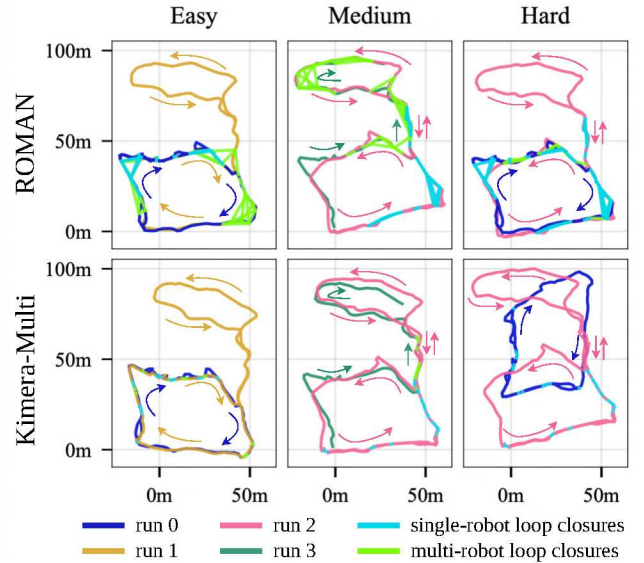 Easy Medium Hard
ROMAN
100m
50m
0m
Kimera-Multi
100m
50m
0m
0m 50m 0m 50m 0m 50m
run 0 run 2 single-robot loop closures
run 1 run 3 multi-robot loop closures